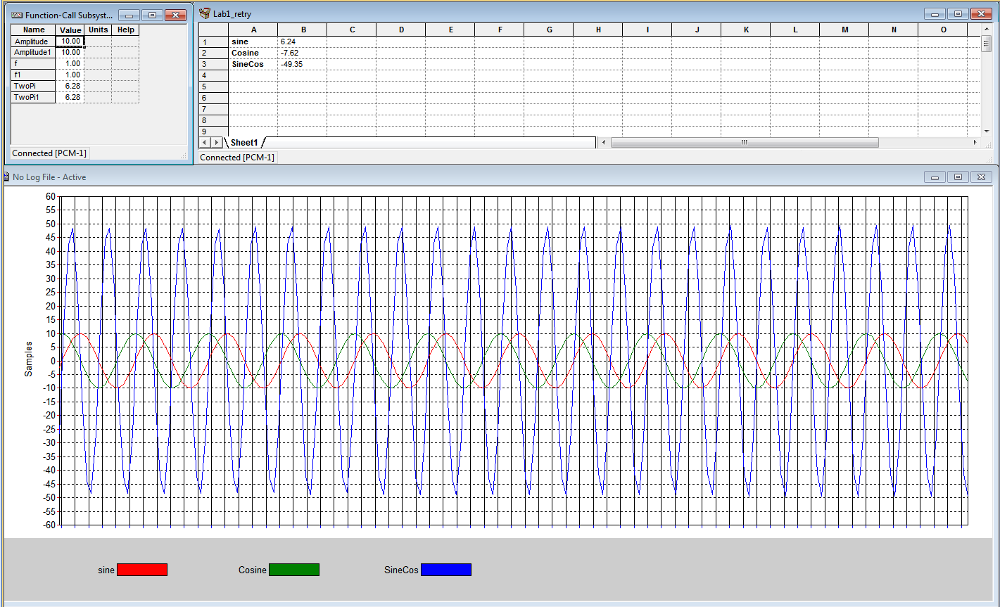 Function-Call Subsyst...
Name Value Units Help
Amplitude 10.00
Amplitude1 10.00
f 1.00
f1 1.00
TwoPi 6.28
TwoPi1 6.28
Connected [PCM-1]
Lab1_retry
A B C D E F G H I J K L M N O
1 sine 6.24
2 Cosine -7.62
3 SineCos -49.35
4
5
6
7
8
9
Sheet1
Connected [PCM-1]
No Log File - Active
60
55
50
45
40
35
30
25
20
15
10
5
0
-5
-10
-15
-20
-25
-30
-35
-40
-45
-50
-55
-60
Samples
sine Cosine SineCos